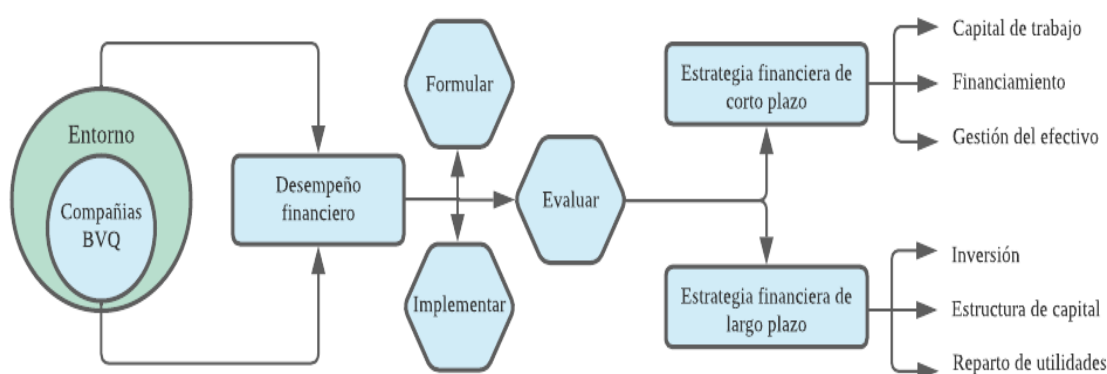 Entorno
Compañias
BVQ
Desempeño
financiero
Formular
Implementar
Evaluar
Estrategia financiera de
corto plazo
Capital de trabajo
Financiamiento
Gestión del efectivo
Estrategia financiera de
largo plazo
Inversión
Estructura de capital
Reparto de utilidades